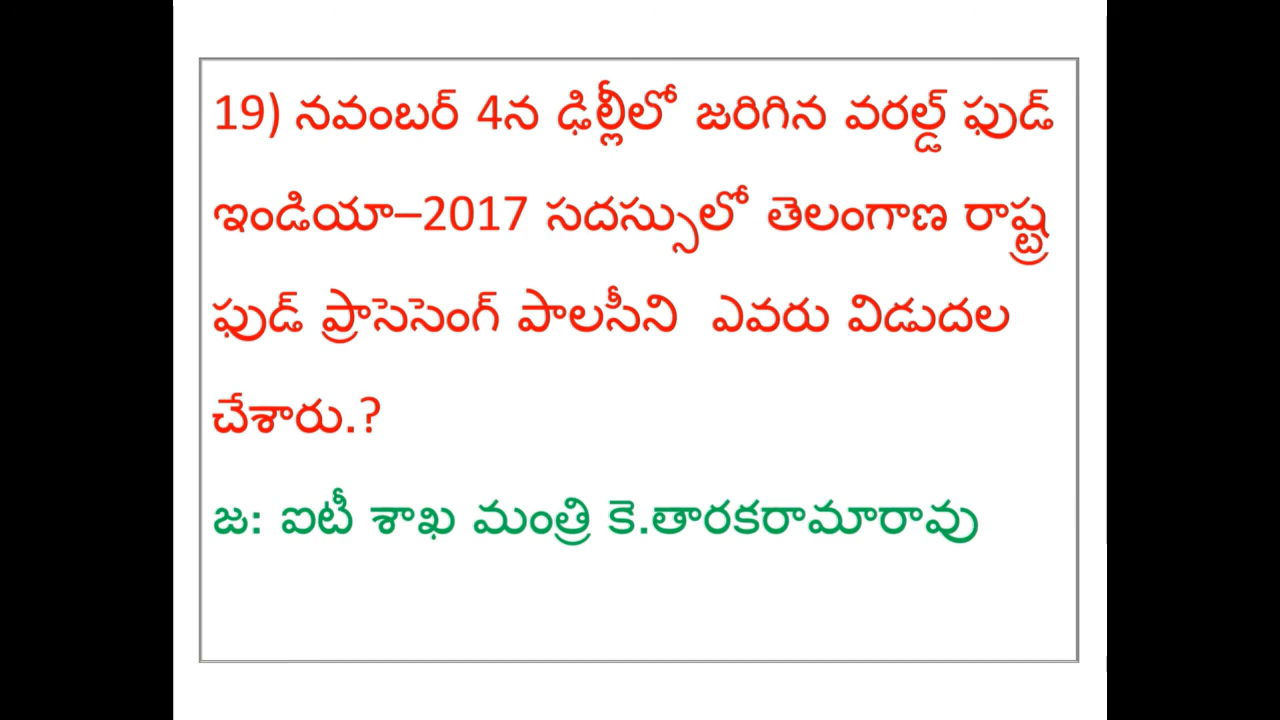 19) నవంబర్ 4న ఢిల్లీలో జరిగిన వరల్డ్ ఫుడ్
ఇండియా–2017 సదస్సులో తెలంగాణ రాష్ట్ర
ఫుడ్ ప్రాసెసెంగ్ పాలసీని ఎవరు విడుదల
చేశారు.?
జ: ఐటీ శాఖ మంత్రి కె.తారకరామారావు